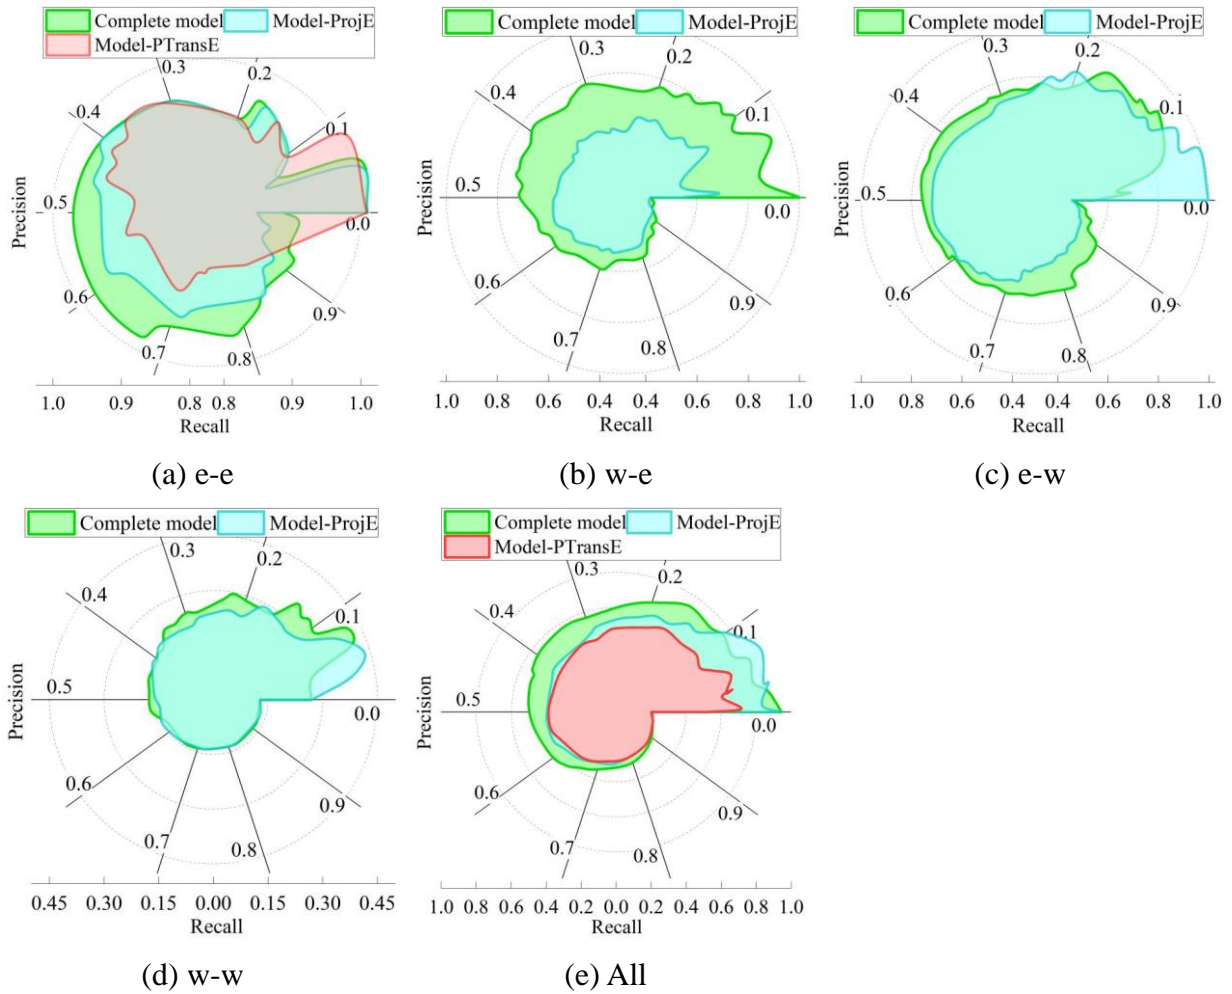 Complete model Model-ProjE
Model-PTransE
0.3 0.2
0.4 0.1
Precision 0.5 0.0
0.6 0.9
0.7 0.8
1.0 0.9 0.8 0.8 0.9 1.0
Recall
(a) e-e
Complete model Model-ProjE
0.3 0.2
0.4 0.1
Precision 0.5 0.0
0.6 0.9
0.7 0.8
1.0 0.8 0.6 0.4 0.4 0.6 0.8 1.0
Recall
(b) w-e
Complete model Model-ProjE
0.3 0.2
0.4 0.1
Precision 0.5 0.0
0.6 0.9
0.7 0.8
1.0 0.8 0.6 0.4 0.4 0.6 0.8 1.0
Recall
(c) e-w
Complete model Model-ProjE
0.3 0.2
0.4 0.1
Precision 0.5 0.0
0.6 0.9
0.7 0.8
0.45 0.30 0.15 0.00 0.15 0.30 0.45
Recall
(d) w-w
Complete model Model-ProjE
Model-PTransE
0.3 0.2
0.4 0.1
Precision 0.5 0.0
0.6 0.9
0.7 0.8
1.0 0.8 0.6 0.4 0.2 0.0 0.2 0.4 0.6 0.8 1.0
Recall
(e) All